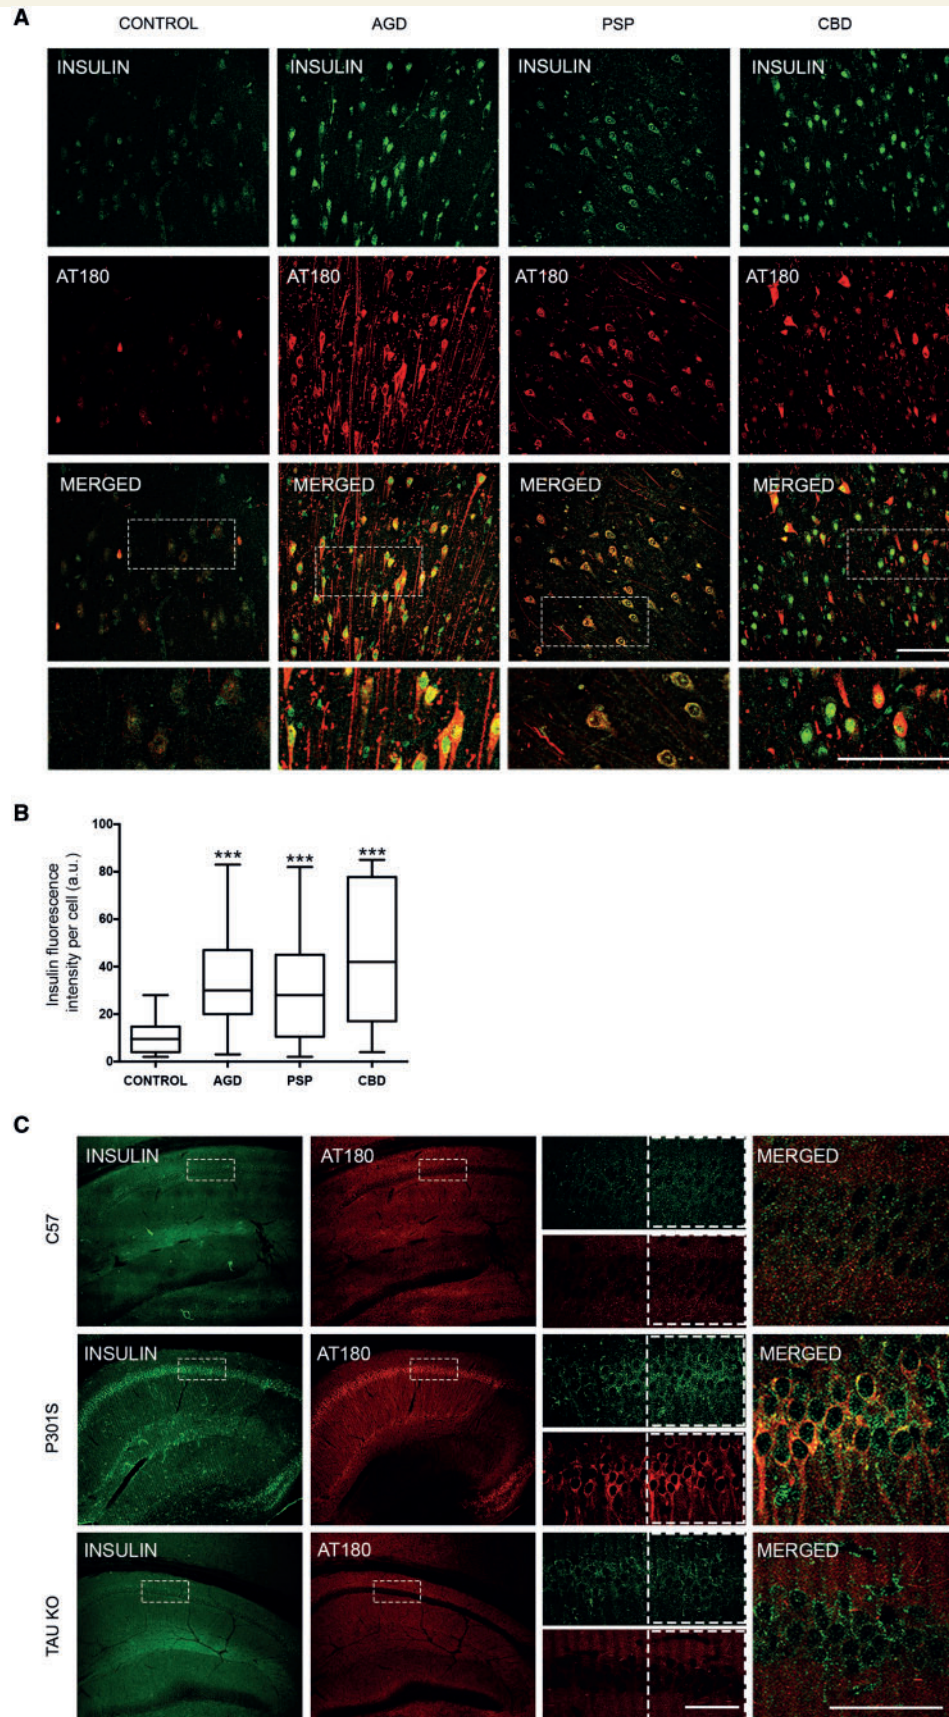 A
CONTROL AGD PSP CBD
INSULIN INSULIN INSULIN INSULIN
AT180 AT180 AT180 AT180
MERGED MERGED MERGED MERGED
B
Insulin fluorescence
intensity per cell (a.u.)
100
80
60
40
20
0
*** *** ***
CONTROL AGD PSP CBD
C
C57
INSULIN AT180 MERGED
P301S
INSULIN AT180 MERGED
TAU KO
INSULIN AT180 MERGED